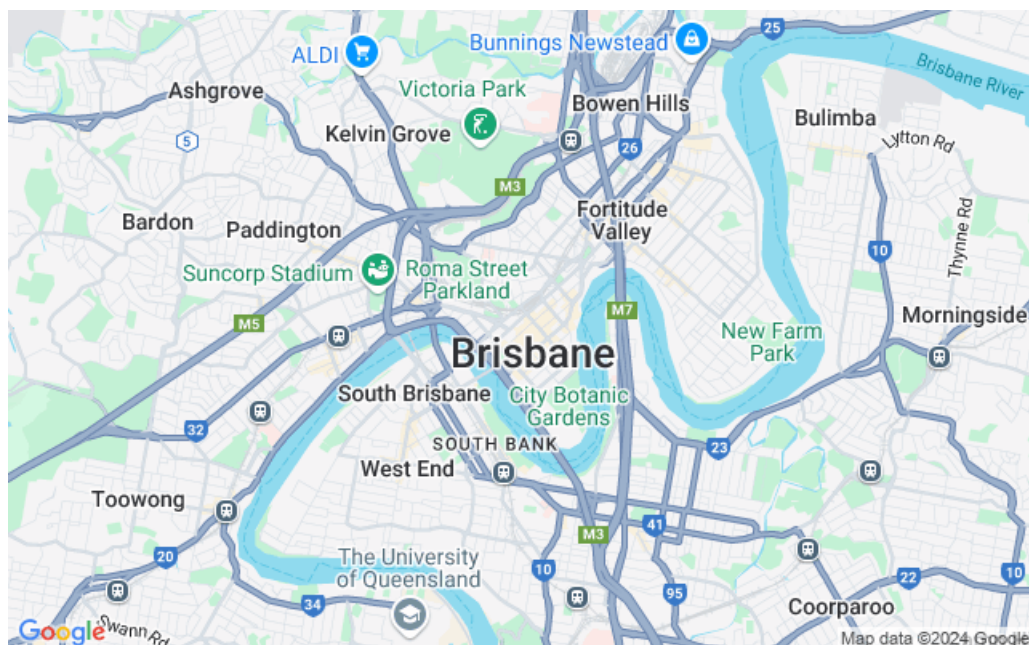 25
Bunnings Newstead
ALDI
Brisbane River
Victoria Park
Ashgrove
Bowen Hills
Bulimba
Kelvin Grove
5
26
Lytton Rd
M3
Fortitude
Valley
Bardon
Paddington
10
Thynne Rd
Suncorp Stadium
Roma Street
Parkland
M7
Morningside
M5
New Farm
Park
Brisbane
South Brisbane
City Botanic
Gardens
32
SOUTH BANK
23
West End
Toowong
41
M3
20
The University
of Queensland
10
22
10
95
34
Coorparoo
Swann Rd
Google
Map data ©2024 Google